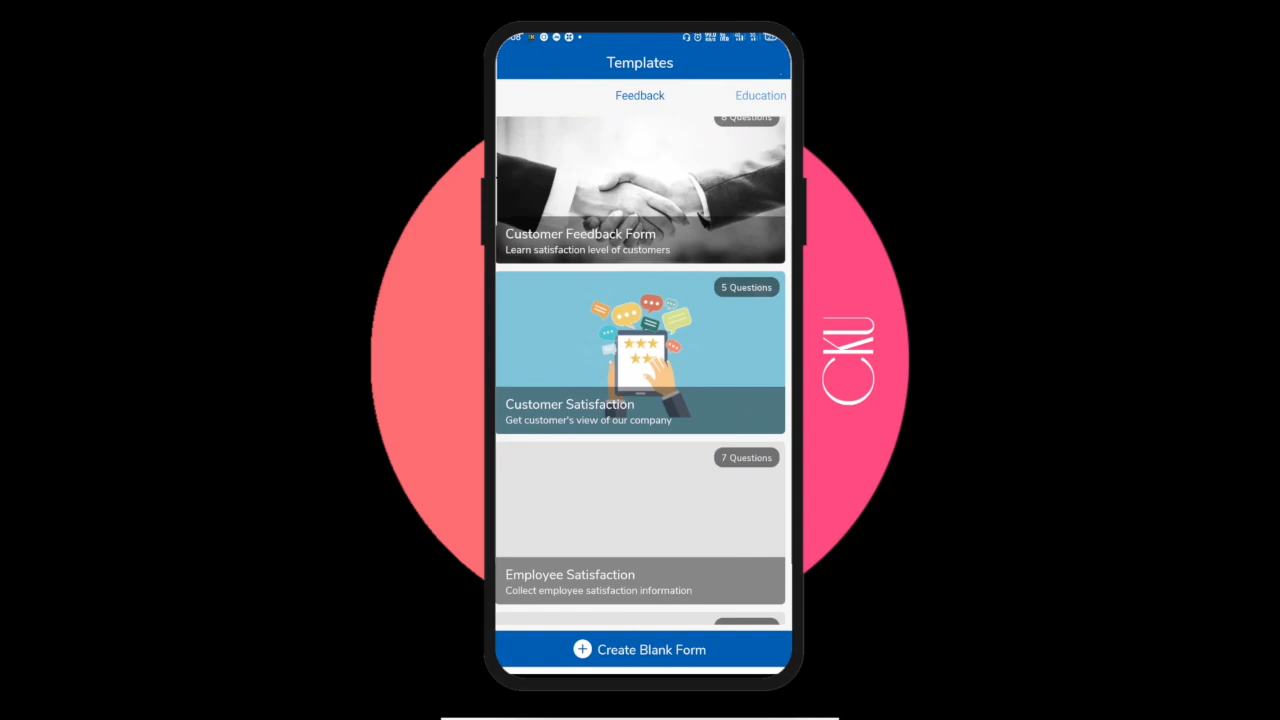 Templates
Feedback
Education
Questions
Customer Feedback Form
Learn satisfaction level of customers
5 Questions
Customer Satisfaction
Get customer's view of our company
7 Questions
Employee Satisfaction
Collect employee satisfaction information
Create Blank Form
CKU